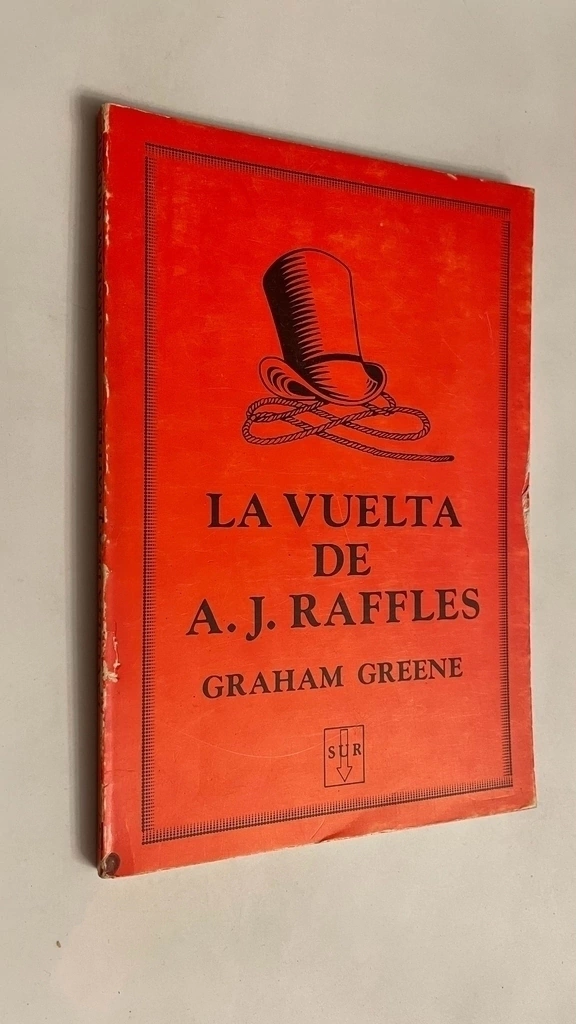 LA VUELTA
DE
A. J. RAFFLES
GRAHAM GREENE
SUR